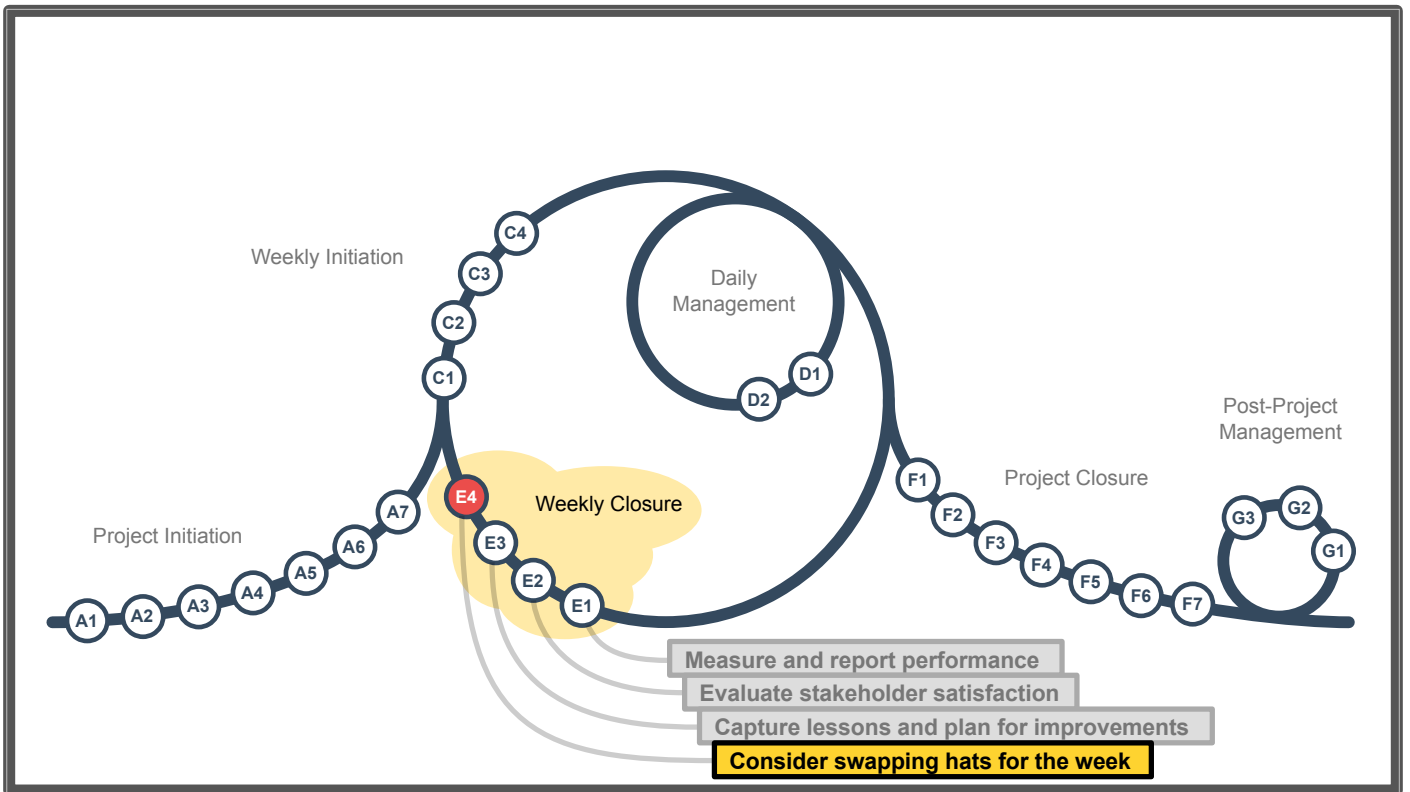 C4
Weekly Initiation
C3
Daily
Management
C2
D1
C1
D2
Post-Project
Management
F1
Project Closure
E4
Weekly Closure
A7
F2
G3
G2
Project Initiation
A6
E3
F3
G1
A5
E2
F4
A4
F5
A3
E1
F6
F7
A2
A1
Measure and report performance
Evaluate stakeholder satisfaction
Capture lessons and plan for improvements
Consider swapping hats for the week